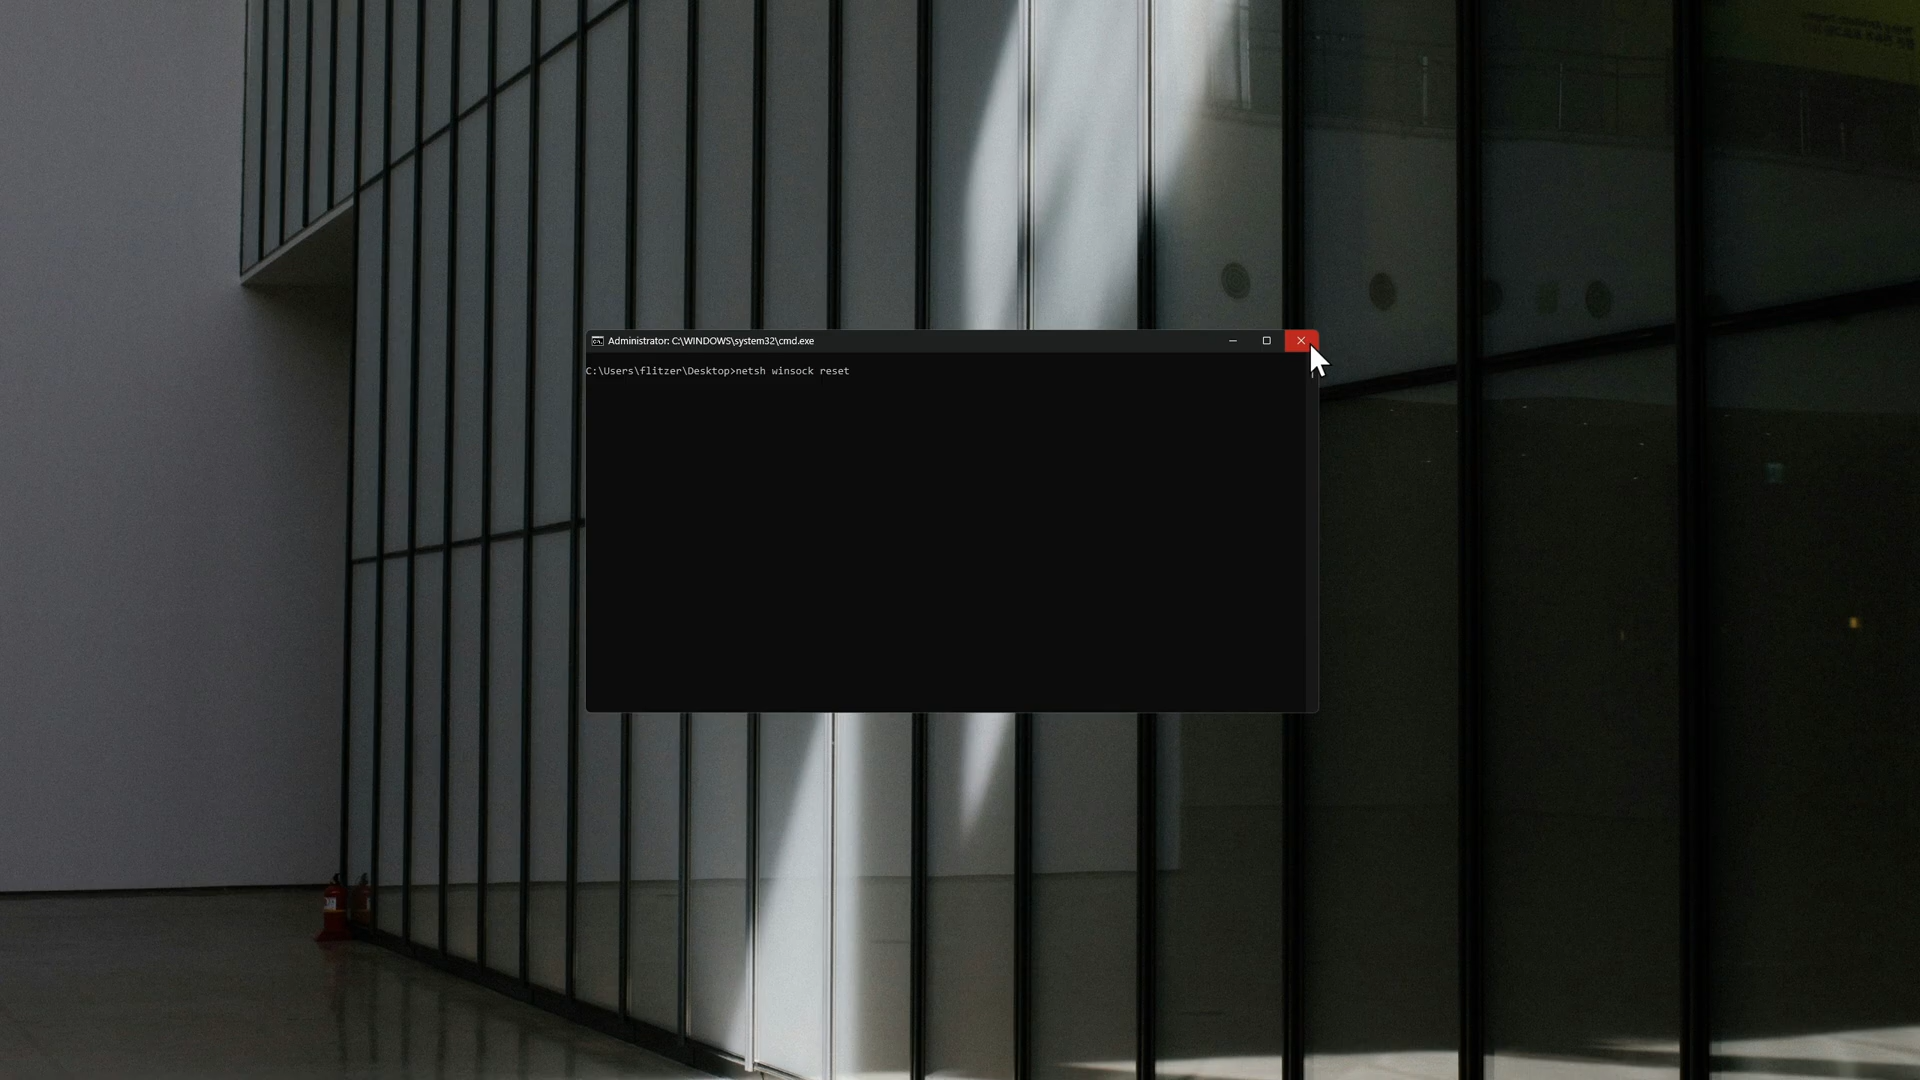 Administrator: C:\WINDOWS\system32\cmd.exe
C:\Users\flitzer\Desktop>netsh winsock reset